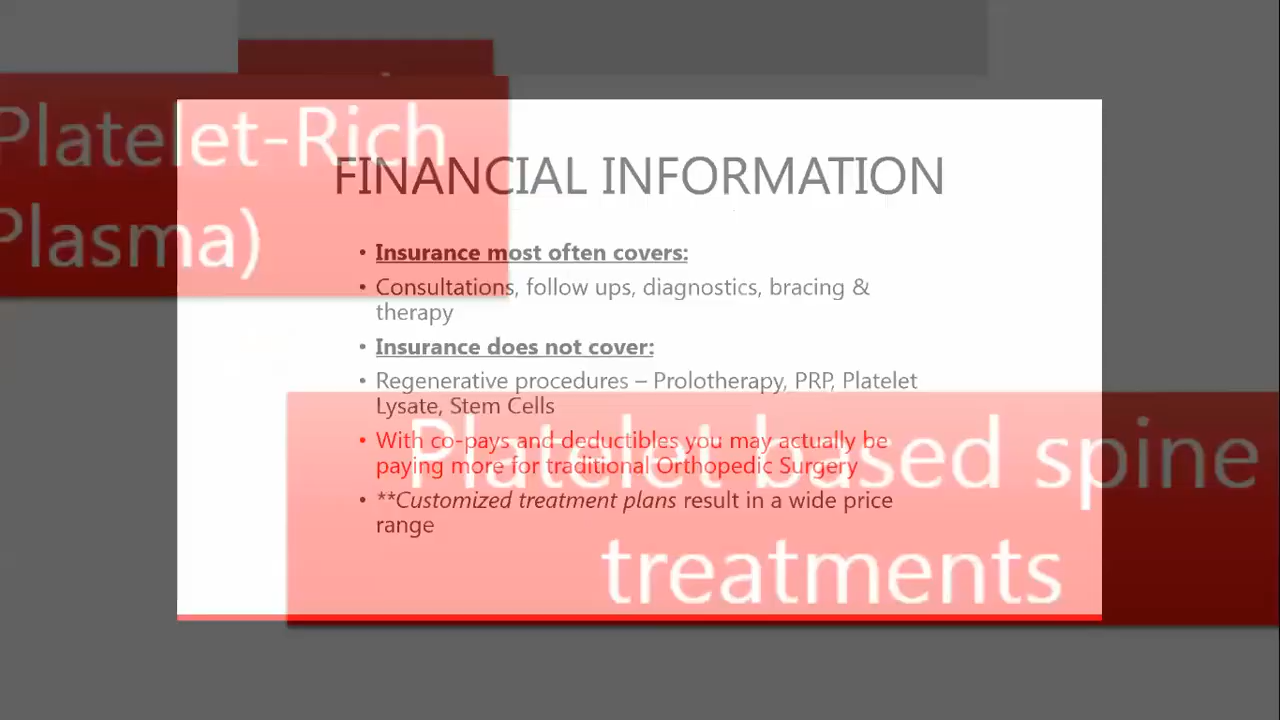 Platelet-Rich
Plasma)
FINANCIAL INFORMATION
• Insurance most often covers:
• Consultations, follow ups, diagnostics, bracing &
therapy
• Insurance does not cover:
• Regenerative procedures – Prolotherapy, PRP, Platelet
Lysate, Stem Cells
• With co-pays and deductibles you may actually be
paying more for traditional Orthopedic Surgery
• **Customized treatment plans result in a wide price
range
Platelet based spine
treatments